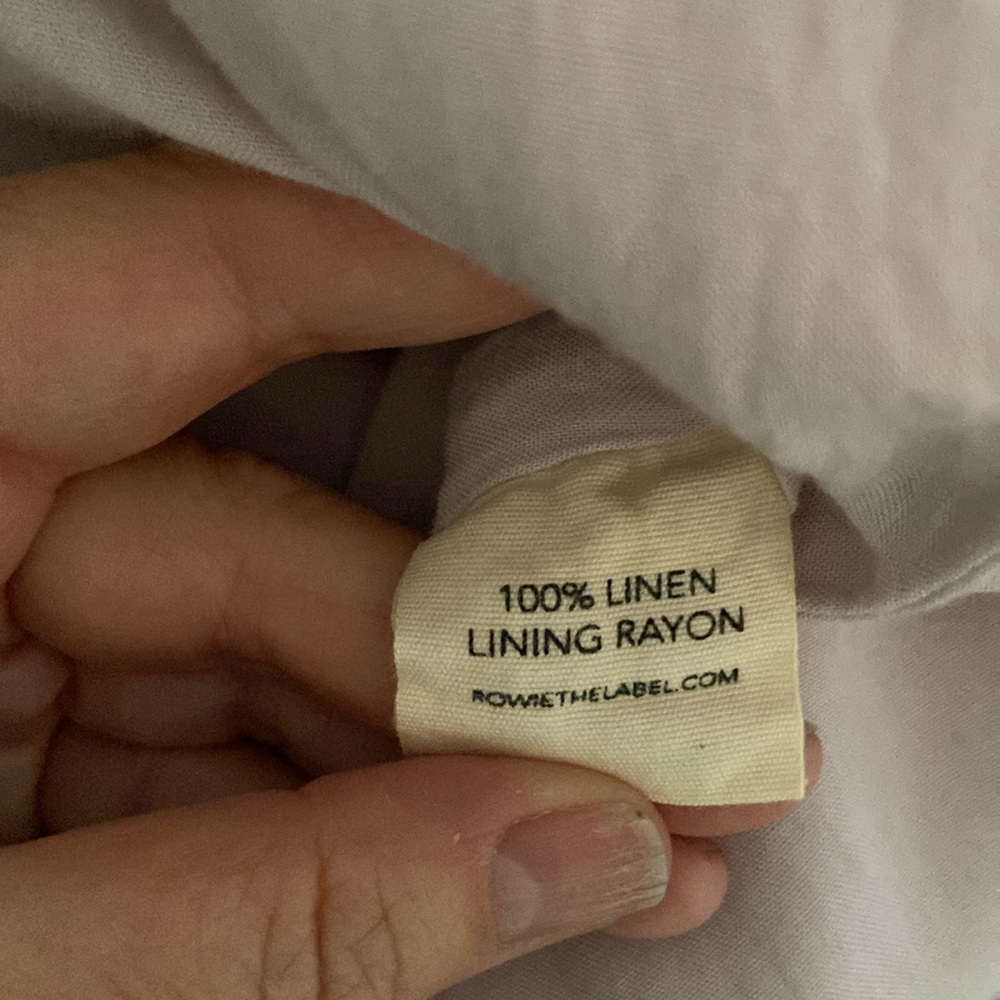 100% LINEN
LINING RAYON
ROWIETHELABEL.COM